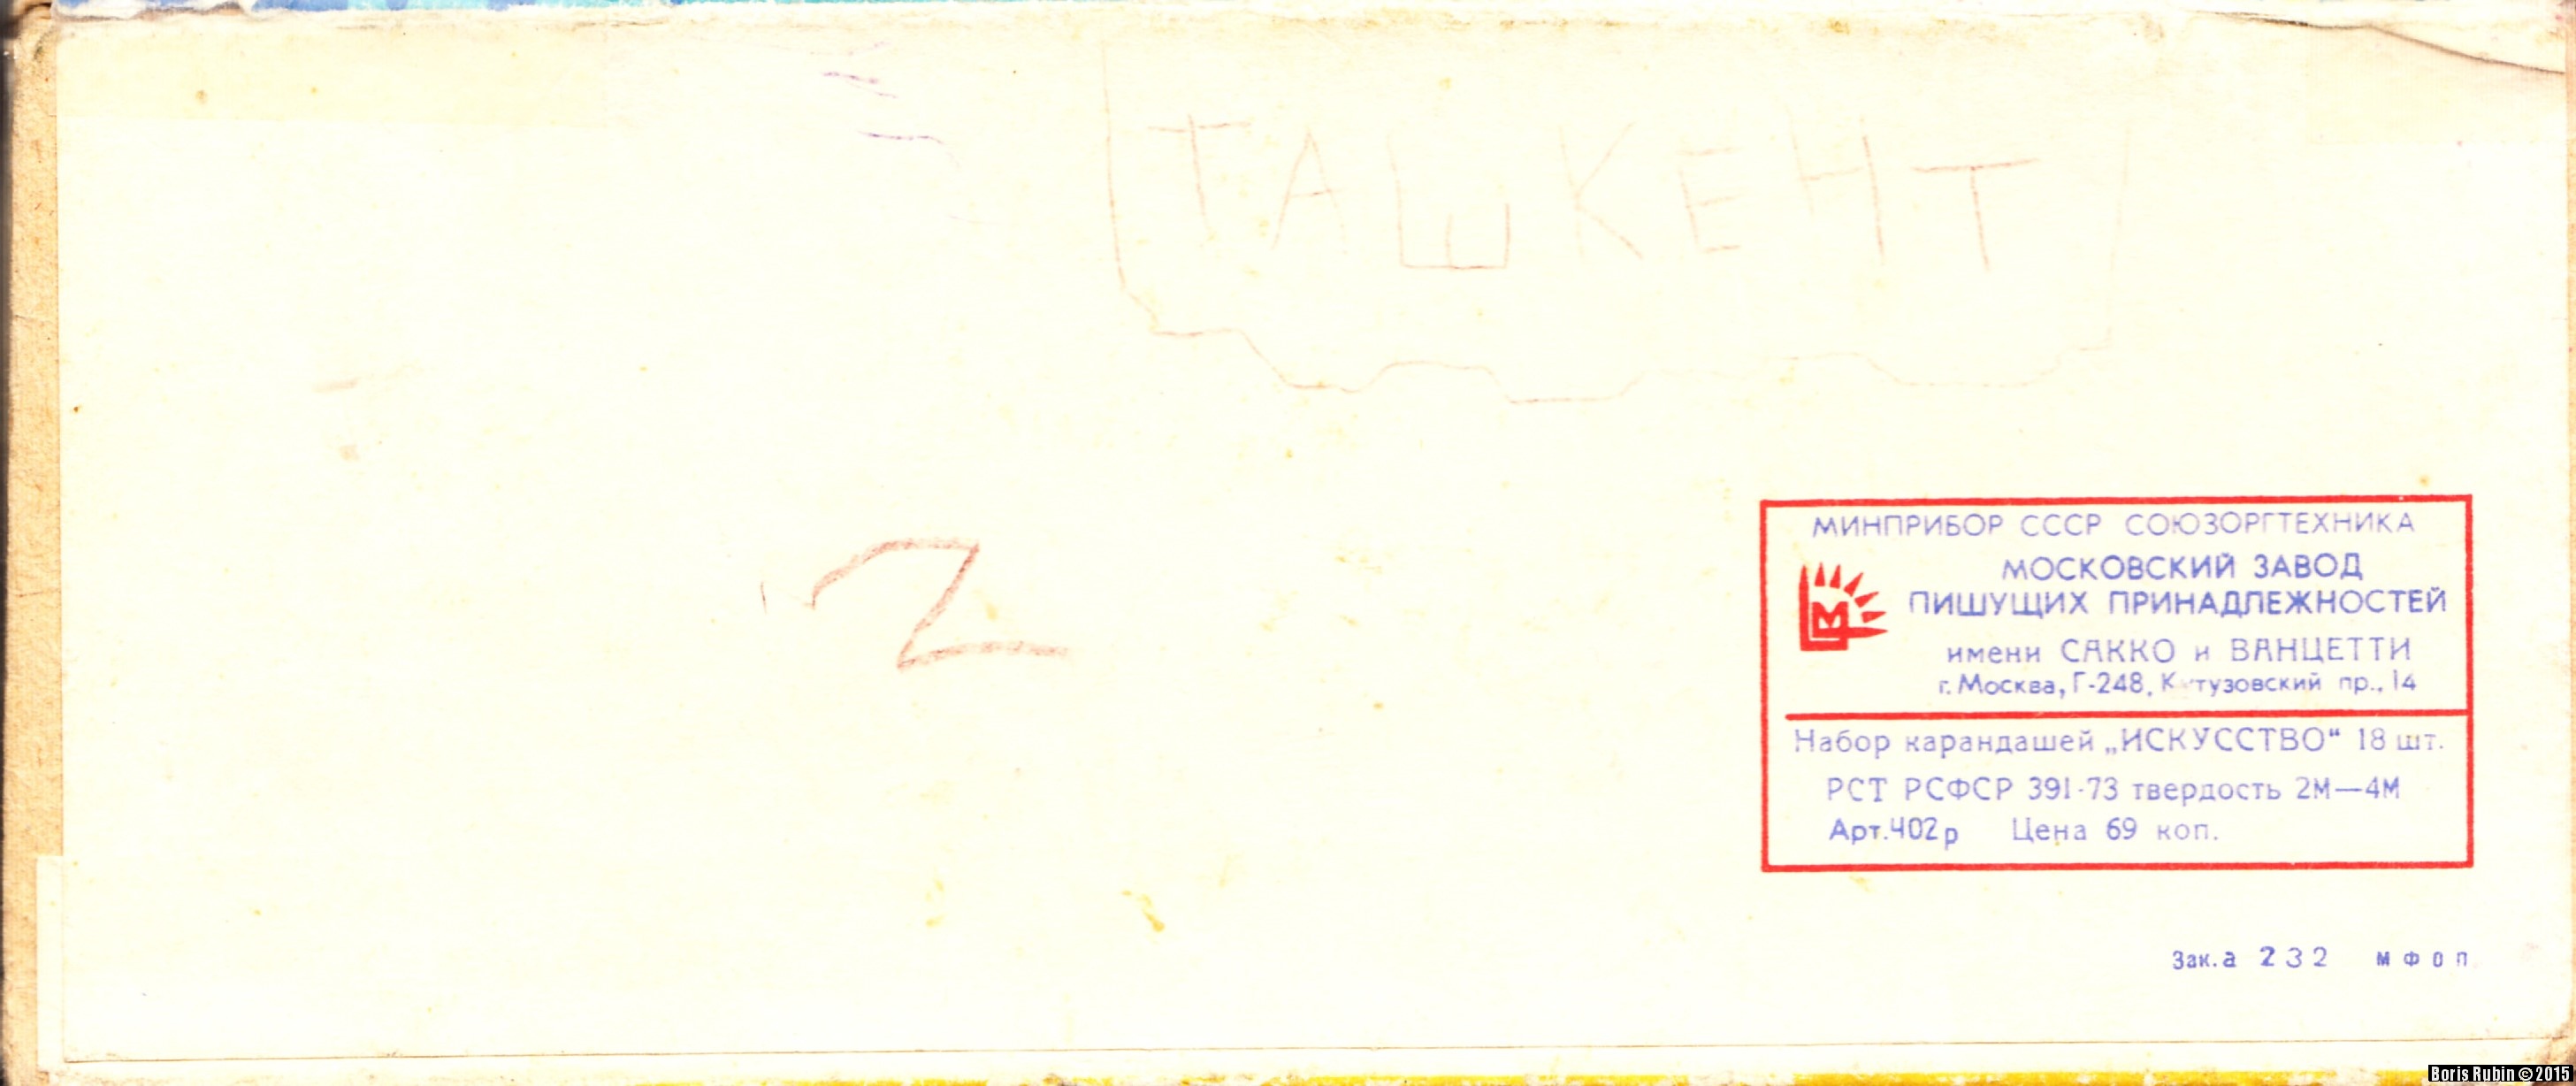 ТАШКЕНТ
МИНПРИБОР СССР СОЮЗОРГТЕХНИКА
МОСКОВСКИЙ ЗАВОД
ПИШУЩИХ ПРИНАДЛЕЖНОСТЕЙ
имени САККО и ВАНЦЕТТИ
г. Москва, Г-248, Кутузовский пр., 14
Набор карандашей „ИСКУССТВО“ 18 шт.
РСТ РСФСР 391-73 твердость 2М—4М
Арт.402р Цена 69 коп.
Зак.а 232 МФОП
Boris Rubin © 2015